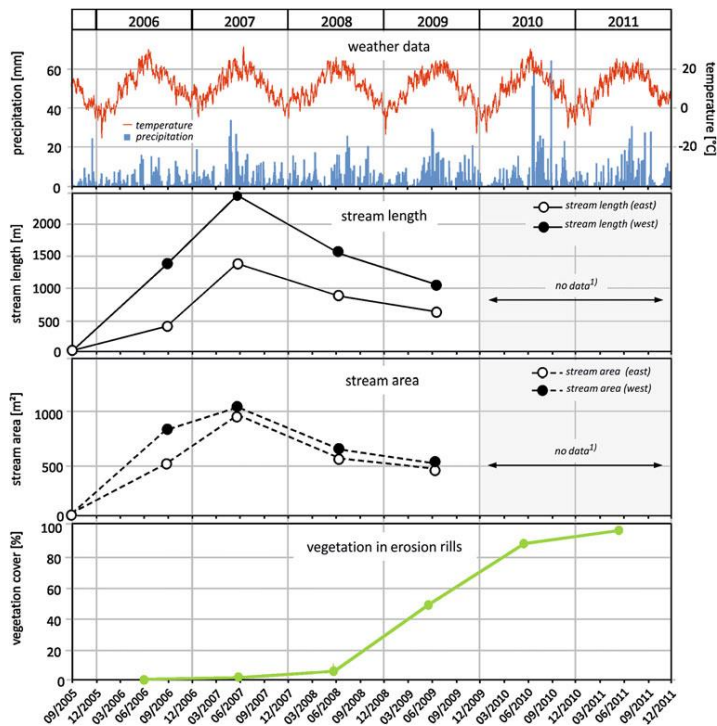 2006 2007 2008 2009 2010 2011
weather data
precipitation [mm]
60
40
20
0
temperature
precipitation
20
0
-20
temperature [°C]
stream length
stream length [m]
2000
1500
1000
500
0
stream length (east)
stream length (west)
no data1)
stream area
stream area [m²]
1000
500
0
stream area (east)
stream area (west)
no data1)
vegetation in erosion rills
vegetation cover [%]
100
80
60
40
20
0
09/2005 12/2005 03/2006 06/2006 09/2006 12/2006 03/2007 06/2007 09/2007 12/2007 03/2008 06/2008 09/2008 12/2008 03/2009 06/2009 09/2009 12/2009 03/2010 05/2010 09/2010 12/2010 03/2011 05/2011 09/2011 12/2011